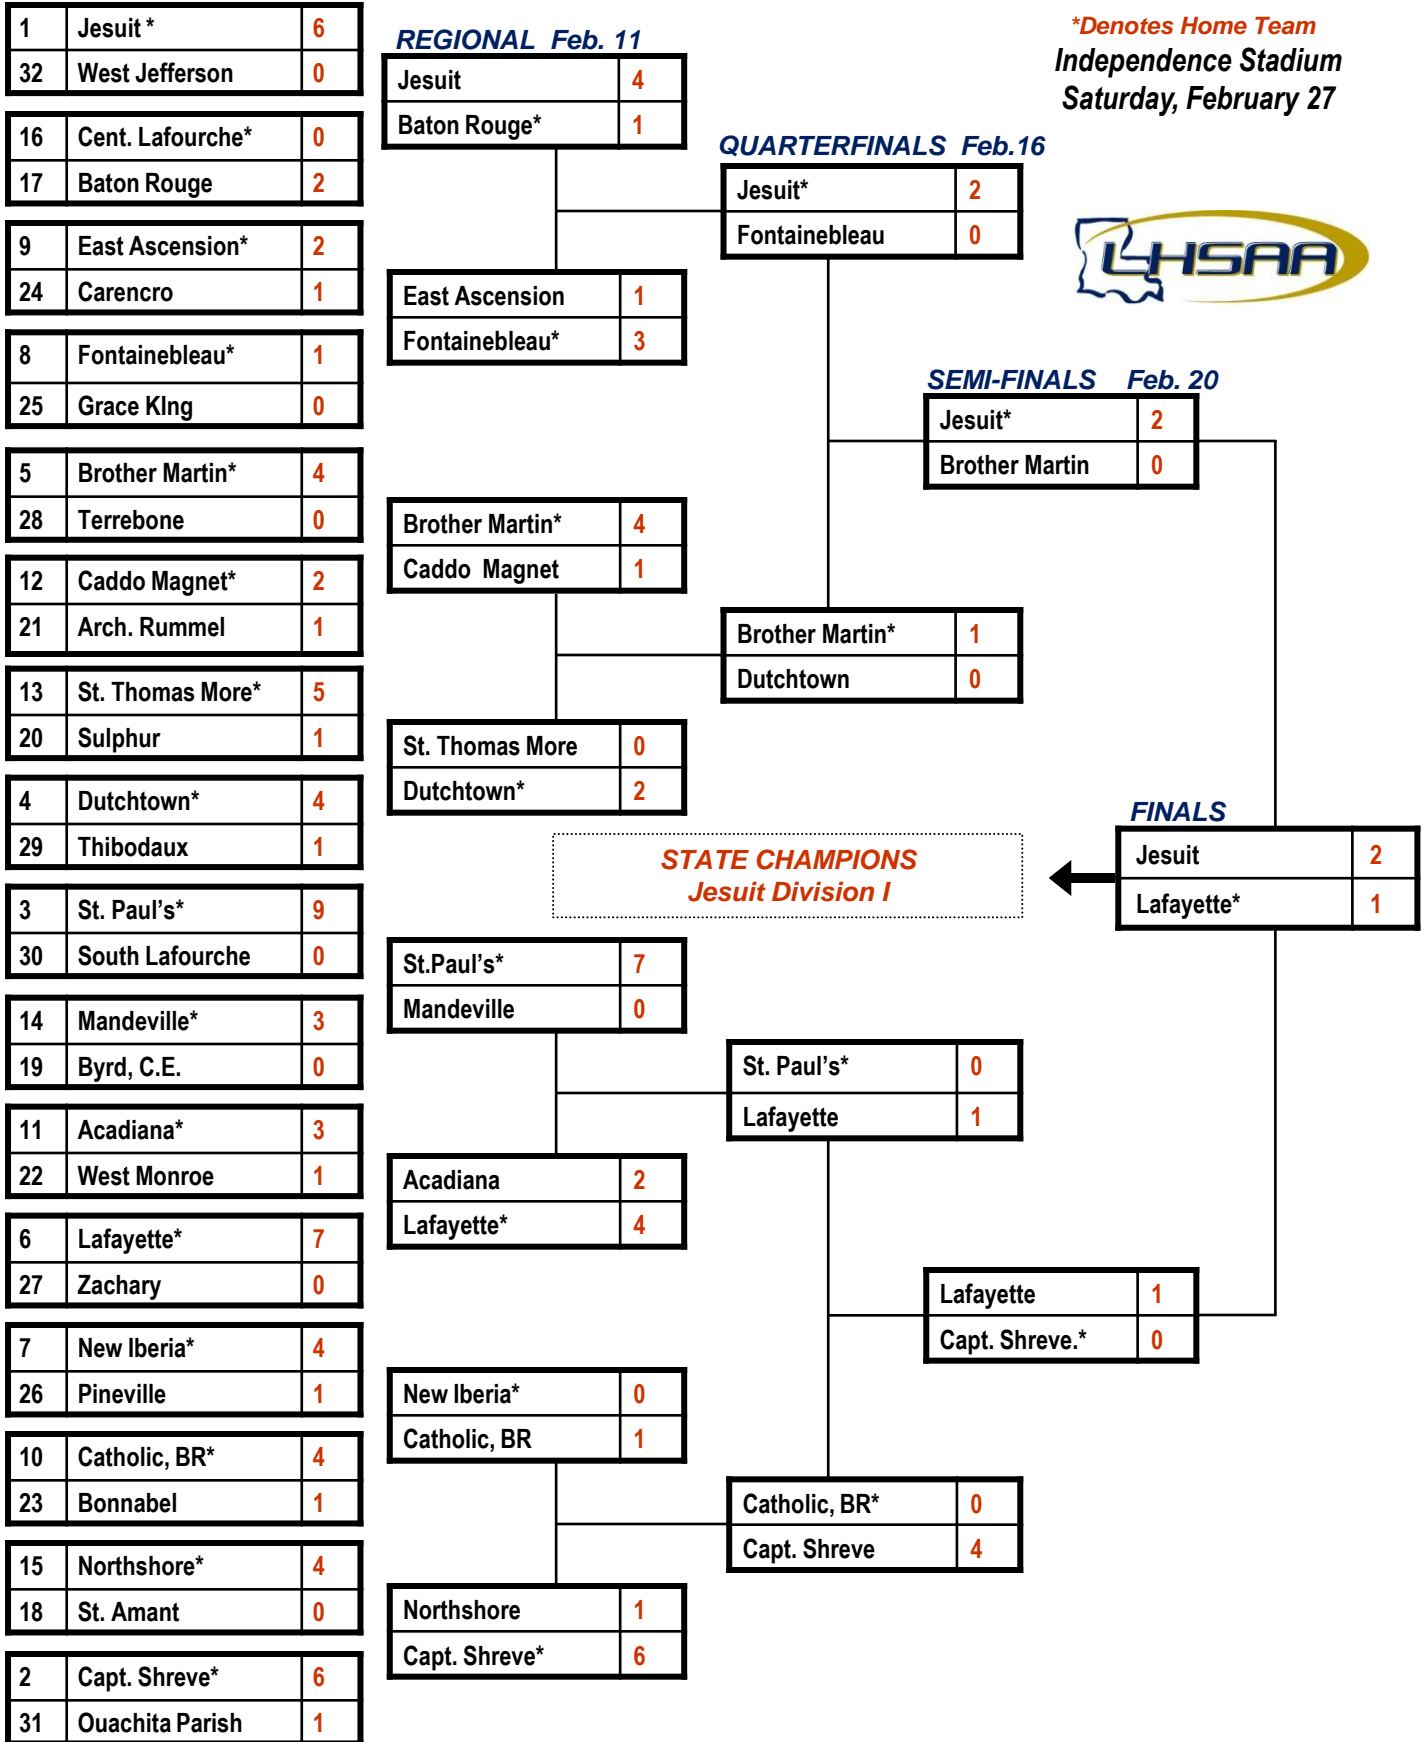 *Denotes Home Team
Independence Stadium
Saturday, February 27
LHSAA
1 Jesuit * 6
32 West Jefferson 0
16 Cent. Lafourche* 0
17 Baton Rouge 2
9 East Ascension* 2
24 Carencro 1
8 Fontainebleau* 1
25 Grace KIng 0
5 Brother Martin* 4
28 Terrebone 0
12 Caddo Magnet* 2
21 Arch. Rummel 1
13 St. Thomas More* 5
20 Sulphur 1
4 Dutchtown* 4
29 Thibodaux 1
3 St. Paul’s* 9
30 South Lafourche 0
14 Mandeville* 3
19 Byrd, C.E. 0
11 Acadiana* 3
22 West Monroe 1
6 Lafayette* 7
27 Zachary 0
7 New Iberia* 4
26 Pineville 1
10 Catholic, BR* 4
23 Bonnabel 1
15 Northshore* 4
18 St. Amant 0
2 Capt. Shreve* 6
31 Ouachita Parish 1
REGIONAL Feb. 11
Jesuit 4
Baton Rouge* 1
East Ascension 1
Fontainebleau* 3
Brother Martin* 4
Caddo Magnet 1
St. Thomas More 0
Dutchtown* 2
St.Paul’s* 7
Mandeville 0
Acadiana 2
Lafayette* 4
New Iberia* 0
Catholic, BR 1
Northshore 1
Capt. Shreve* 6
QUARTERFINALS Feb.16
Jesuit* 2
Fontainebleau 0
Brother Martin* 1
Dutchtown 0
St. Paul’s* 0
Lafayette 1
Catholic, BR* 0
Capt. Shreve 4
SEMI-FINALS Feb. 20
Jesuit* 2
Brother Martin 0
Lafayette 1
Capt. Shreve.* 0
FINALS
Jesuit 2
Lafayette* 1
STATE CHAMPIONS
Jesuit Division I